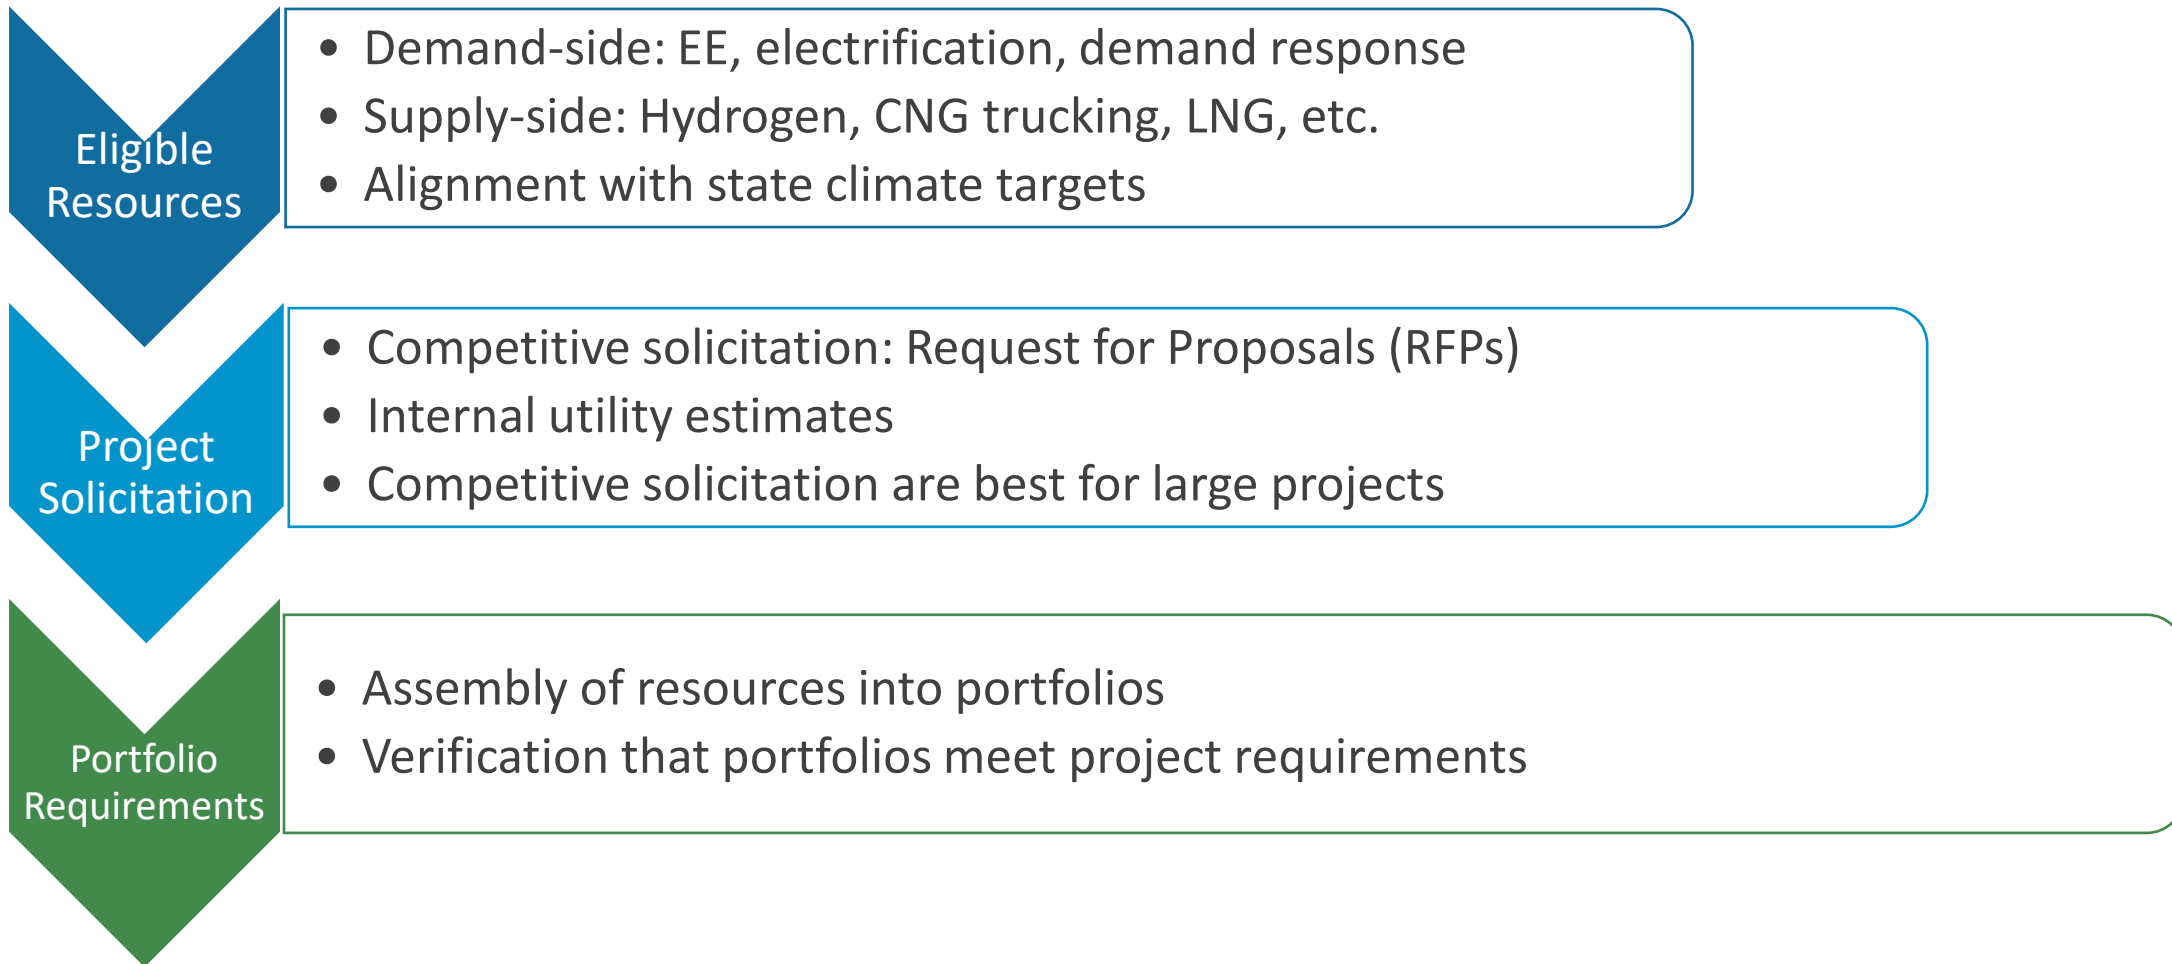 Eligible
Resources
• Demand-side: EE, electrification, demand response
• Supply-side: Hydrogen, CNG trucking, LNG, etc.
• Alignment with state climate targets
Project
Solicitation
• Competitive solicitation: Request for Proposals (RFPs)
• Internal utility estimates
• Competitive solicitation are best for large projects
Portfolio
Requirements
• Assembly of resources into portfolios
• Verification that portfolios meet project requirements